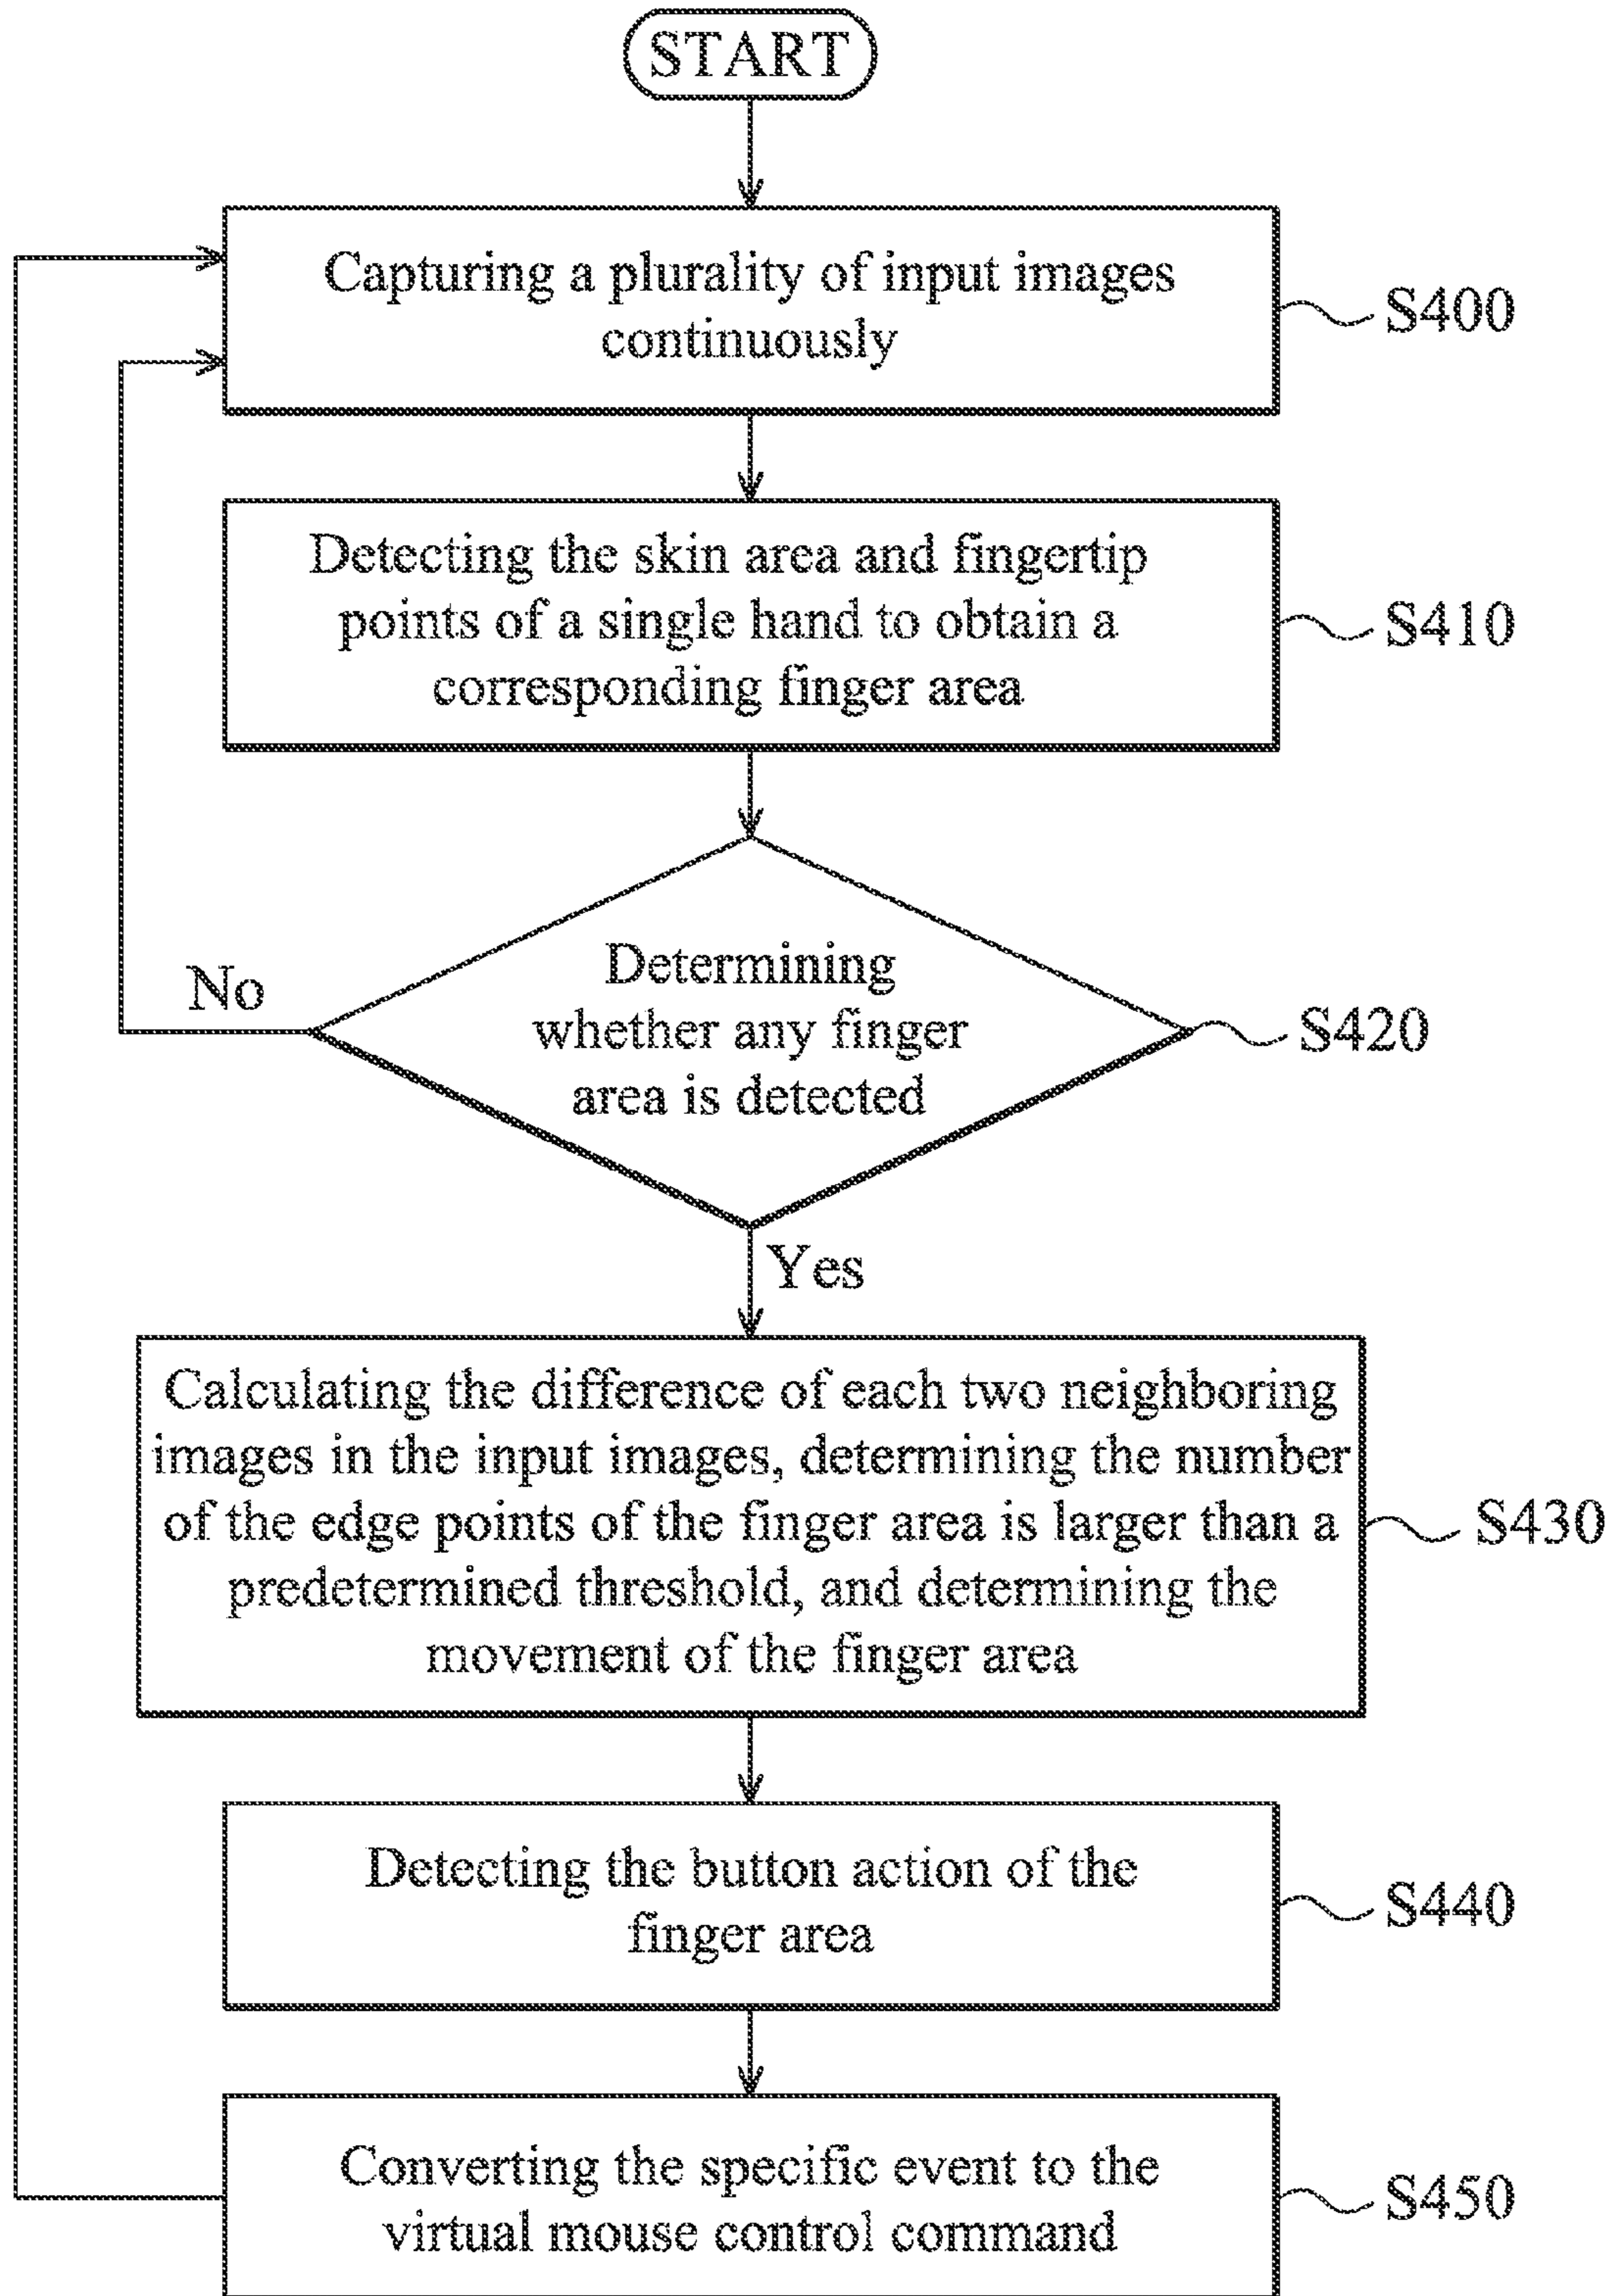 START
Capturing a plurality of input images
continuously
S400
Detecting the skin area and fingertip
points of a single hand to obtain a
corresponding finger area
S410
Determining
whether any finger
area is detected
S420
No
Yes
Calculating the difference of each two neighboring
images in the input images, determining the number
of the edge points of the finger area is larger than a
predetermined threshold, and determining the
movement of the finger area
S430
Detecting the button action of the
finger area
S440
Converting the specific event to the
virtual mouse control command
S450